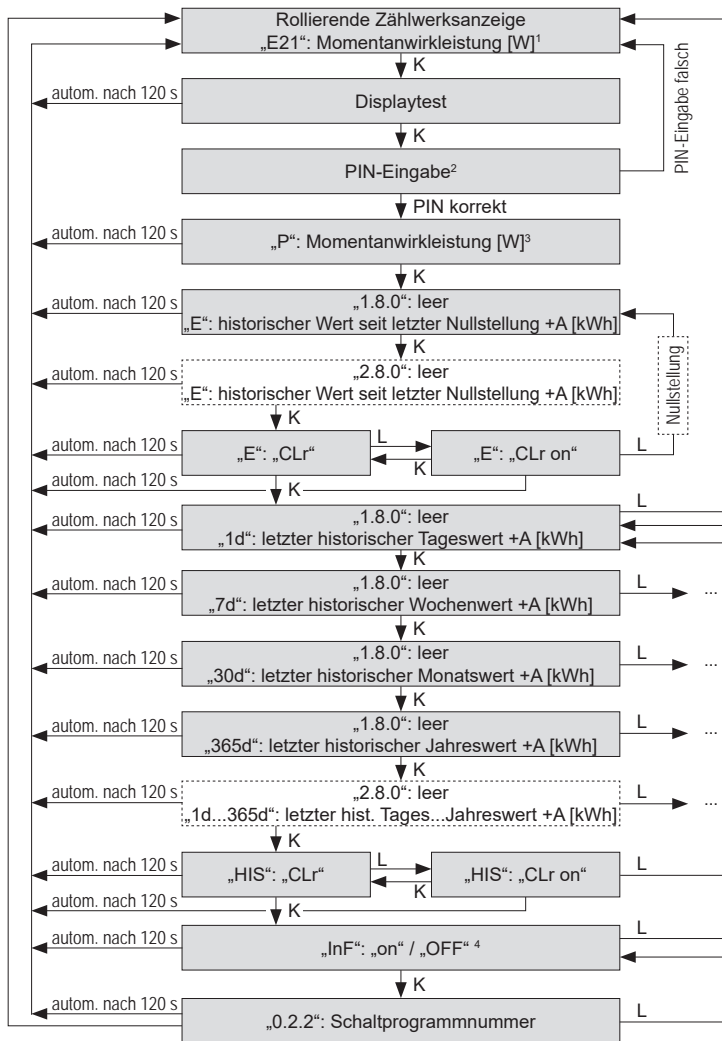 Rollierende Zählwerksanzeige
„E21“: Momentanwirkleistung [W]¹
K
autom. nach 120 s
Displaytest
K
PIN-Eingabe falsch
PIN-Eingabe²
PIN korrekt
autom. nach 120 s
„P“: Momentanwirkleistung [W]³
K
autom. nach 120 s
„1.8.0“: leer
„E“: historischer Wert seit letzter Nullstellung +A [kWh]
K
Nullstellung
autom. nach 120 s
„2.8.0“: leer
„E“: historischer Wert seit letzter Nullstellung +A [kWh]
K
autom. nach 120 s
„E“: „CLr“
L
K
„E“: „CLr on“
L
autom. nach 120 s
K
autom. nach 120 s
„1.8.0“: leer
„1d“: letzter historischer Tageswert +A [kWh]
L
K
autom. nach 120 s
„1.8.0“: leer
„7d“: letzter historischer Wochenwert +A [kWh]
L
...
K
autom. nach 120 s
„1.8.0“: leer
„30d“: letzter historischer Monatswert +A [kWh]
L
...
K
autom. nach 120 s
„1.8.0“: leer
„365d“: letzter historischer Jahreswert +A [kWh]
L
...
K
autom. nach 120 s
„2.8.0“: leer
„1d...365d“: letzter hist. Tages...Jahreswert +A [kWh]
L
...
K
autom. nach 120 s
„HIS“: „CLr“
L
K
„HIS“: „CLr on“
L
autom. nach 120 s
K
autom. nach 120 s
„InF“: „on“ / „OFF“ ⁴
L
K
autom. nach 120 s
„0.2.2“: Schaltprogrammnummer
L